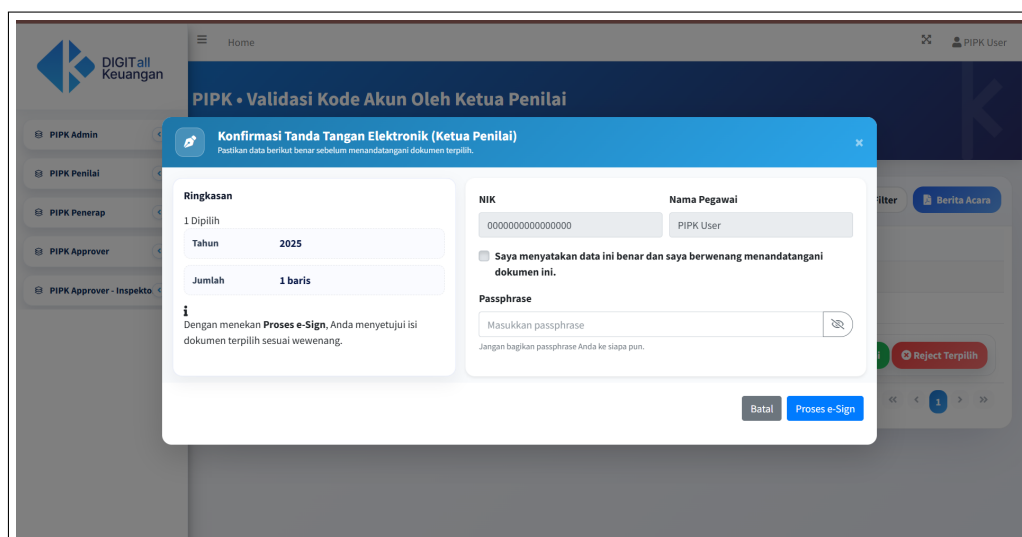 DIGITall
Keuangan
Home
PIPK User
PIPK • Validasi Kode Akun Oleh Ketua Penilai
PIPK Admin
PIPK Penilai
PIPK Penerap
PIPK Approver
PIPK Approver - Inspekto
Konfirmasi Tanda Tangan Elektronik (Ketua Penilai)
Pastikan data berikut benar sebelum menandatangani dokumen terpilih.
×
Ringkasan
1 Dipilih
Tahun 2025
Jumlah 1 baris
Dengan menekan Proses e-Sign, Anda menyetujui isi
dokumen terpilih sesuai wewenang.
NIK
0000000000000000
Nama Pegawai
PIPK User
Saya menyatakan data ini benar dan saya berwenang menandatangani
dokumen ini.
Passphrase
Masukkan passphrase
Jangan bagikan passphrase Anda ke siapa pun.
Batal
Proses e-Sign
Berita Acara
Reject Terpilih
« ‹ 1 › »